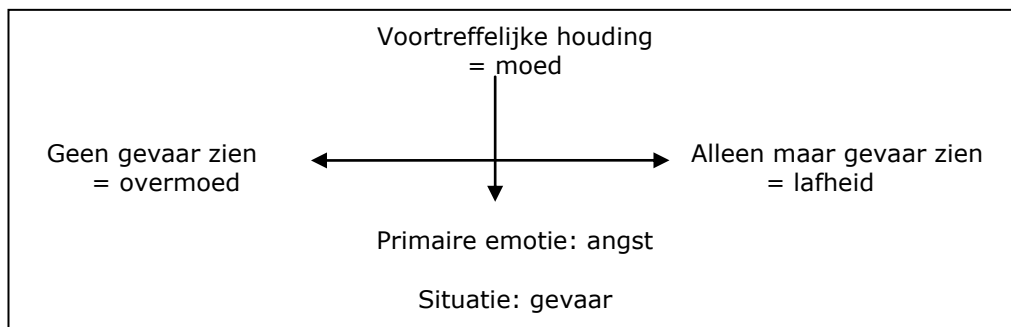 Voortreffelijke houding
= moed
Geen gevaar zien
= overmoed
Alleen maar gevaar zien
= lafheid
Primaire emotie: angst
Situatie: gevaar